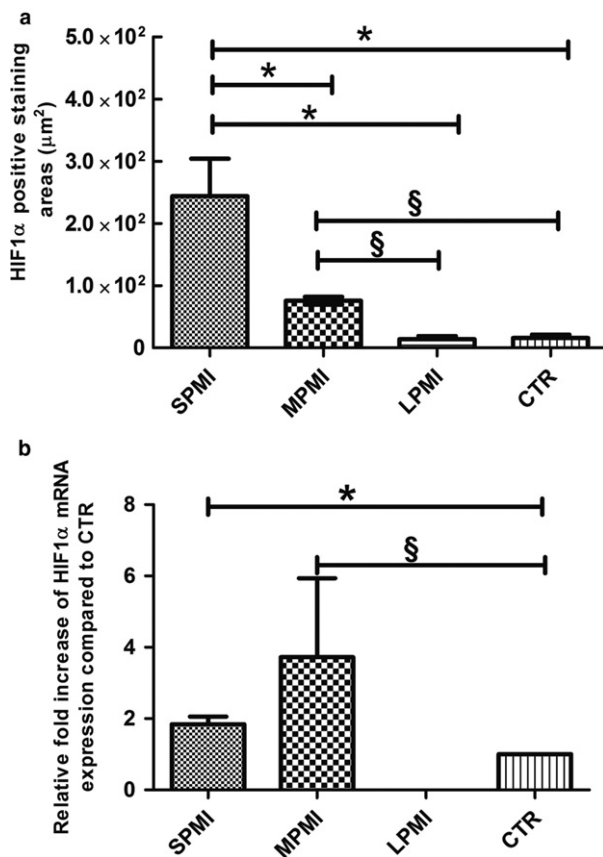 a
HIF1α positive staining
areas (μm²)
5.0 × 10²
4.0 × 10²
3.0 × 10²
2.0 × 10²
1.0 × 10²
0
*
*
*
§
§
SPMI
MPMI
LPMI
CTR
b
Relative fold increase of HIF1α mRNA
expression compared to CTR
8
6
4
2
0
*
§
SPMI
MPMI
LPMI
CTR